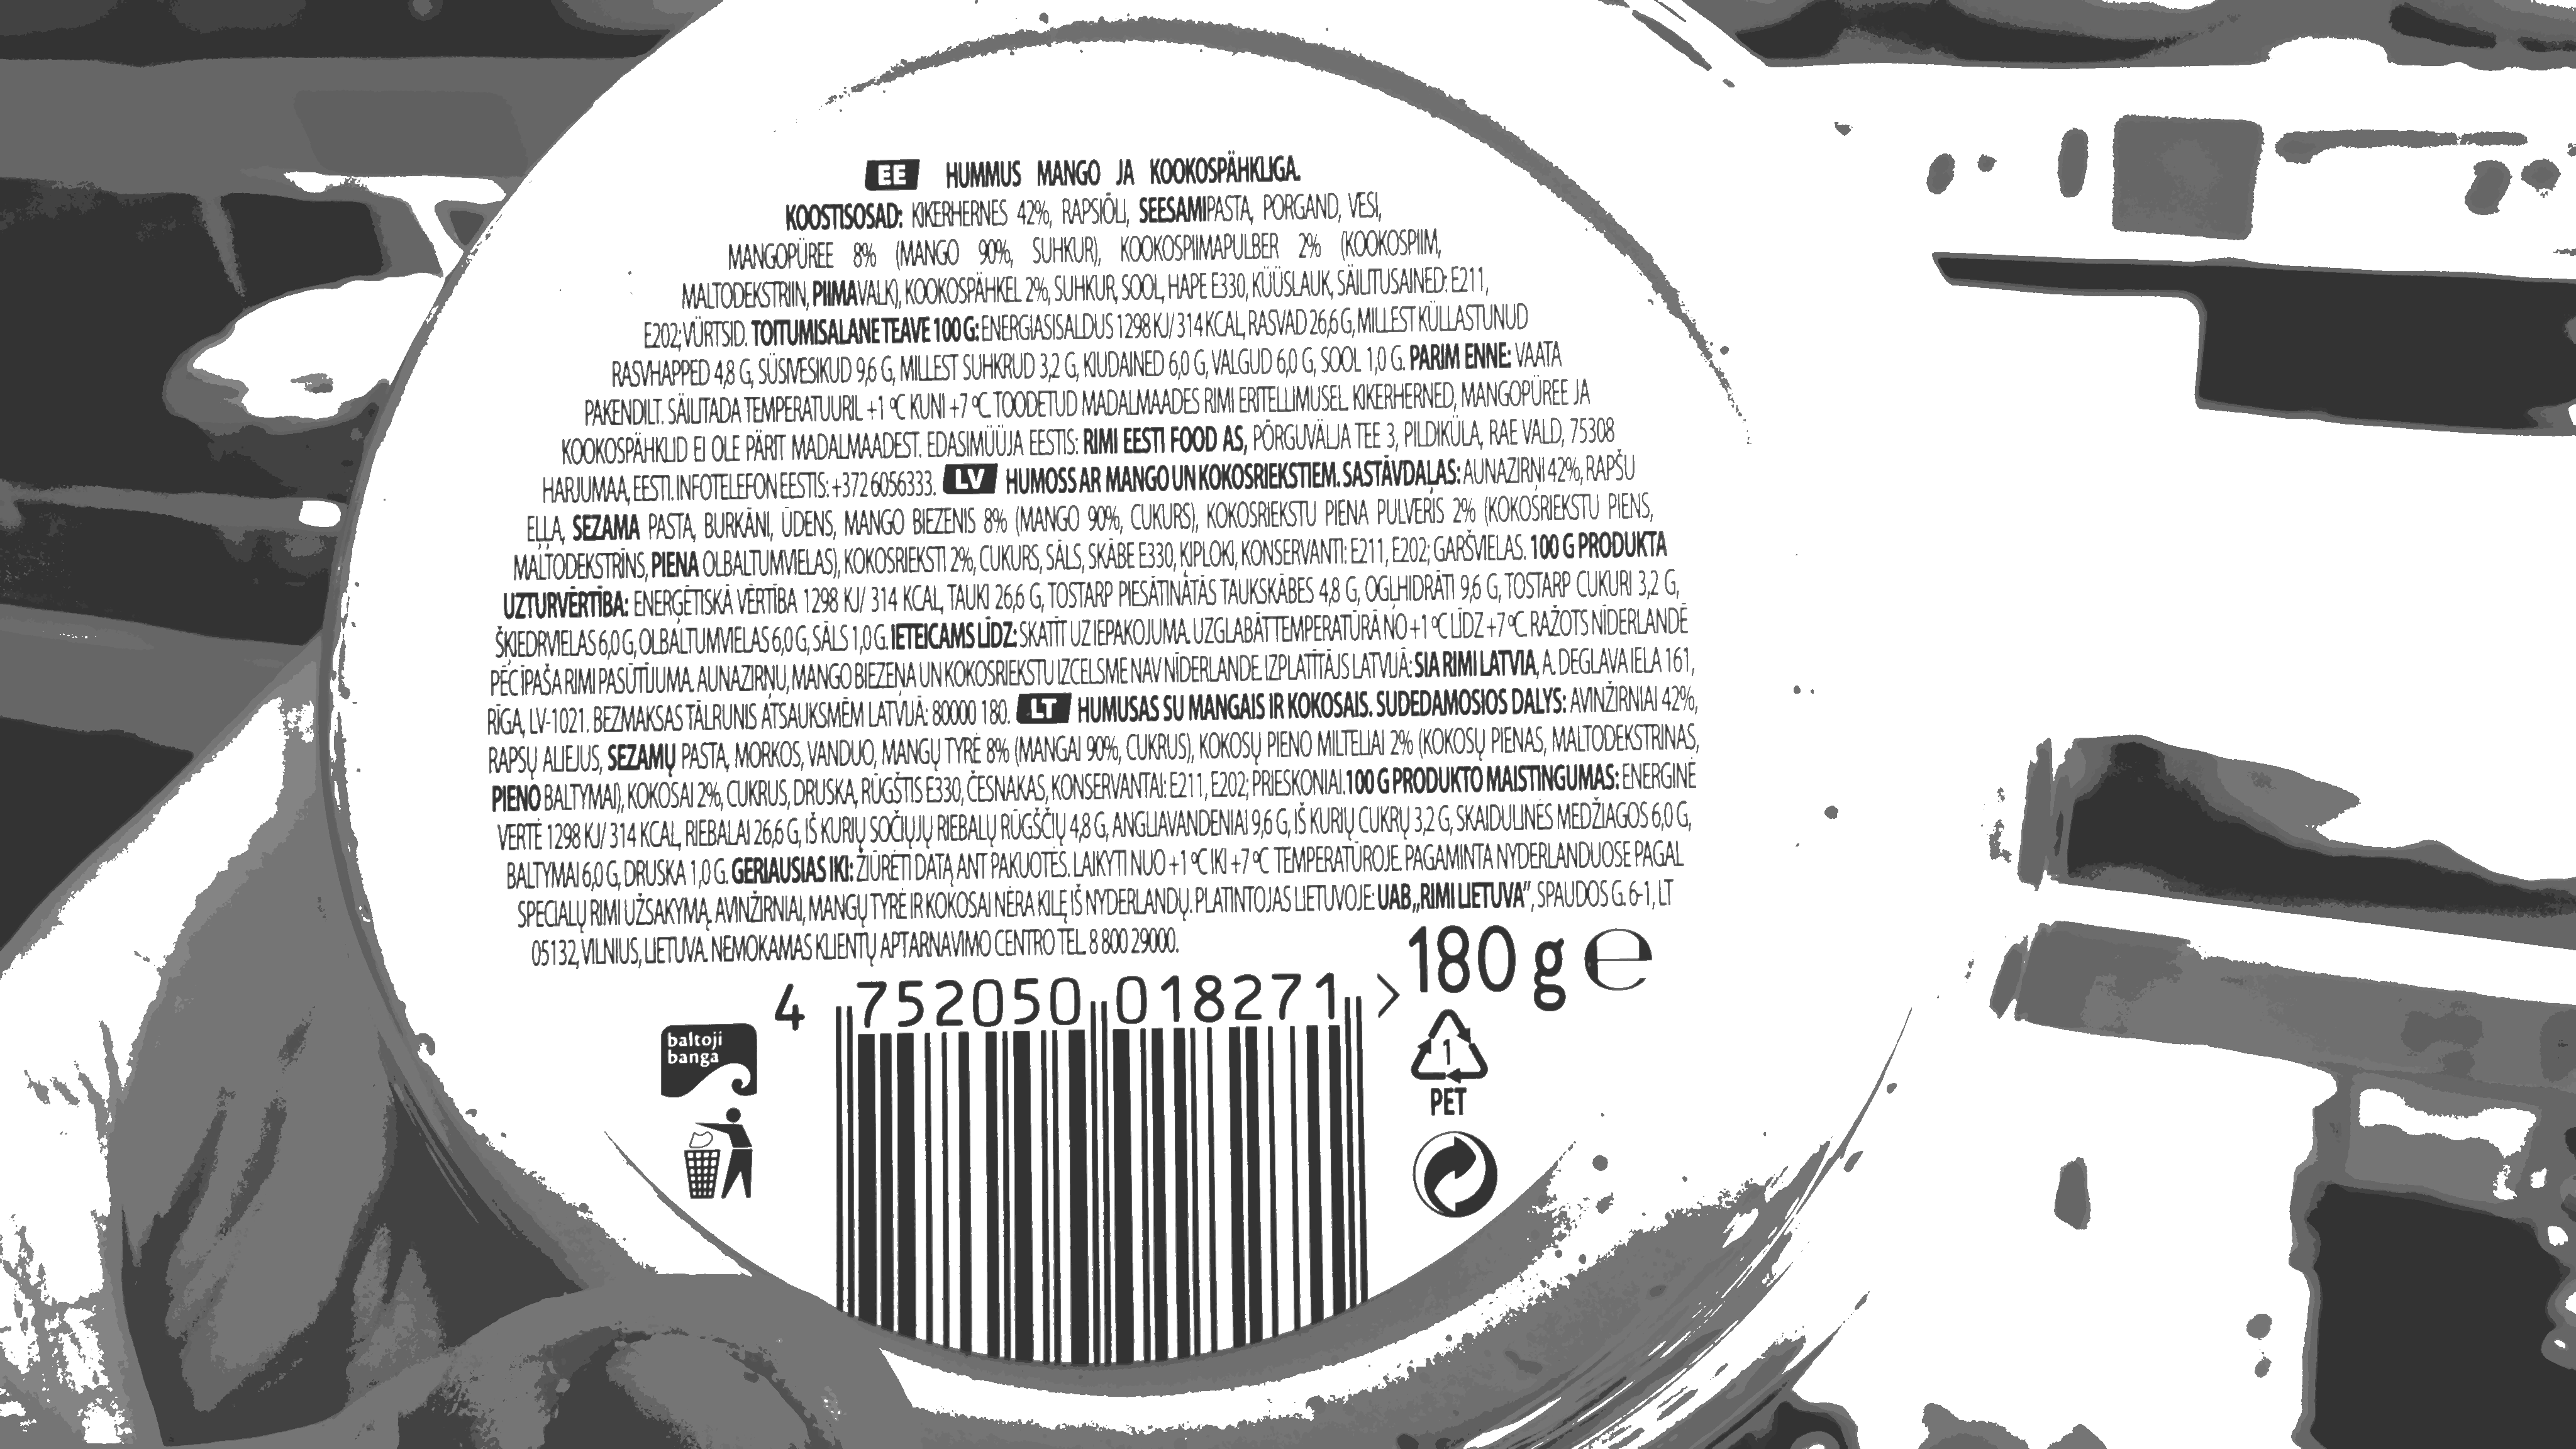 EE HUMMUS MANGO JA KOOKOSPÄHKLIGA.
KOOSTISOSAD: KIKERHERNES 42%, RAPSIÕLI, SEESAMIPASTA, PORGAND, VESI,
MANGOPÜREE 8% (MANGO 90%, SUHKUR), KOOKOSPIIMAPULBER 2% (KOOKOSPIIM,
MALTODEKSTRIIN, PIIMAVALK), KOOKOSPÄHKEL 2%, SUHKUR, SOOL, HAPE E330, KÜÜSLAUK, SÄILITUSAINED: E211,
E202; VÜRTSID. TOITUMISALANE TEAVE 100 G: ENERGIASISALDUS 1298 KJ/ 314 KCAL, RASVAD 26,6 G, MILLEST KÜLLASTUNUD
RASVHAPPED 4,8 G, SÜSIVESIKUD 9,6 G, MILLEST SUHKRUD 3,2 G, KIUDAINED 6,0 G, VALGUD 6,0 G, SOOL 1,0 G. PARIM ENNE: VAATA
PAKENDILT. SÄILITADA TEMPERATUURIL +1 °C KUNI +7 °C. TOODETUD MADALMAADES RIMI ERITELLIMUSEL. KIKERHERNED, MANGOPÜREE JA
KOOKOSPÄHKLID EI OLE PÄRIT MADALMAADEST. EDASIMÜÜJA EESTIS: RIMI EESTI FOOD AS, PÕRGUVÄLJA TEE 3, PILDIKÜLA, RAE VALD, 75308
HARJUMAA, EESTI. INFOTELEFON EESTIS: +372 6056333. LV HUMOSS AR MANGO UN KOKOSRIEKSTIEM. SASTĀVDAĻAS: AUNAZIRŅI 42%, RAPŠU
EĻĻA, SEZAMA PASTA, BURKĀNI, ŪDENS, MANGO BIEZENIS 8% (MANGO 90%, CUKURS), KOKOSRIEKSTU PIENA PULVERIS 2% (KOKOSRIEKSTU PIENS,
MALTODEKSTRĪNS, PIENA OLBALTUMVIELAS), KOKOSRIEKSTI 2%, CUKURS, SĀLS, SKĀBE E330, ĶIPLOKI, KONSERVANTI: E211, E202; GARŠVIELAS. 100 G PRODUKTA
UZTURVĒRTĪBA: ENERĢĒTISKĀ VĒRTĪBA 1298 KJ/ 314 KCAL, TAUKI 26,6 G, TOSTARP PIESĀTINĀTĀS TAUKSKĀBES 4,8 G, OGĻHIDRĀTI 9,6 G, TOSTARP CUKURI 3,2 G,
ŠĶIEDRVIELAS 6,0 G, OLBALTUMVIELAS 6,0 G, SĀLS 1,0 G. IETEICAMS LĪDZ: SKATĪT UZ IEPAKOJUMA. UZGLABĀT TEMPERATŪRĀ NO +1 °C LĪDZ +7 °C. RAŽOTS NĪDERLANDĒ
PĒC ĪPAŠA RIMI PASŪTĪJUMA. AUNAZIRŅU, MANGO BIEZEŅA UN KOKOSRIEKSTU IZCELSME NAV NĪDERLANDE. IZPLATĪTĀJS LATVIJĀ: SIA RIMI LATVIA, A. DEGLAVA IELA 161,
RĪGA, LV-1021. BEZMAKSAS TĀLRUNIS ATSAUKSMĒM LATVIJĀ: 80000 180. LT HUMUSAS SU MANGAIS IR KOKOSAIS. SUDEDAMOSIOS DALYS: AVINŽIRNIAI 42%,
RAPSŲ ALIEJUS, SEZAMŲ PASTA, MORKOS, VANDUO, MANGŲ TYRĖ 8% (MANGAI 90%, CUKRUS), KOKOSŲ PIENO MILTELIAI 2% (KOKOSŲ PIENAS, MALTODEKSTRINAS,
PIENO BALTYMAI), KOKOSAI 2%, CUKRUS, DRUSKA, RŪGŠTIS E330, ČESNAKAS, KONSERVANTAI: E211, E202; PRIESKONIAI. 100 G PRODUKTO MAISTINGUMAS: ENERGINĖ
VERTĖ 1298 KJ/ 314 KCAL, RIEBALAI 26,6 G, IŠ KURIŲ SOČIŲJŲ RIEBALŲ RŪGŠČIŲ 4,8 G, ANGLIAVANDENIAI 9,6 G, IŠ KURIŲ CUKRŲ 3,2 G, SKAIDULINĖS MEDŽIAGOS 6,0 G,
BALTYMAI 6,0 G, DRUSKA 1,0 G. GERIAUSIAS IKI: ŽIŪRĖTI DATĄ ANT PAKUOTĖS. LAIKYTI NUO +1 °C IKI +7 °C TEMPERATŪROJE. PAGAMINTA NYDERLANDUOSE PAGAL
SPECIALŲ RIMI UŽSAKYMĄ. AVINŽIRNIAI, MANGŲ TYRĖ IR KOKOSAI NĖRA KILĘ IŠ NYDERLANDŲ. PLATINTOJAS LIETUVOJE: UAB „RIMI LIETUVA", SPAUDOS G. 6-1, LT
05132, VILNIUS, LIETUVA. NEMOKAMAS KLIENTŲ APTARNAVIMO CENTRO TEL. 8 800 29000.
180 g ℮
4 752050 018271 >
baltoji
banga
1
PET